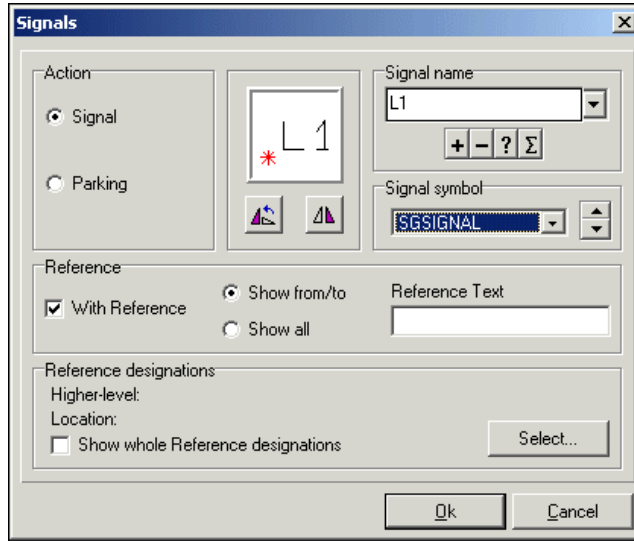 Signals
Action
Signal
Parking
L1
Signal name
L1
+ - ? Σ
Signal symbol
SGSIGNAL
Reference
With Reference
Show from/to
Show all
Reference Text
Reference designations
Higher-level:
Location:
Show whole Reference designations
Select...
Ok
Cancel